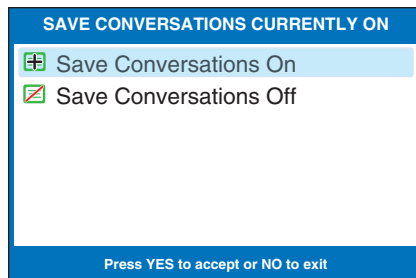 SAVE CONVERSATIONS CURRENTLY ON
Save Conversations On
Save Conversations Off
Press YES to accept or NO to exit